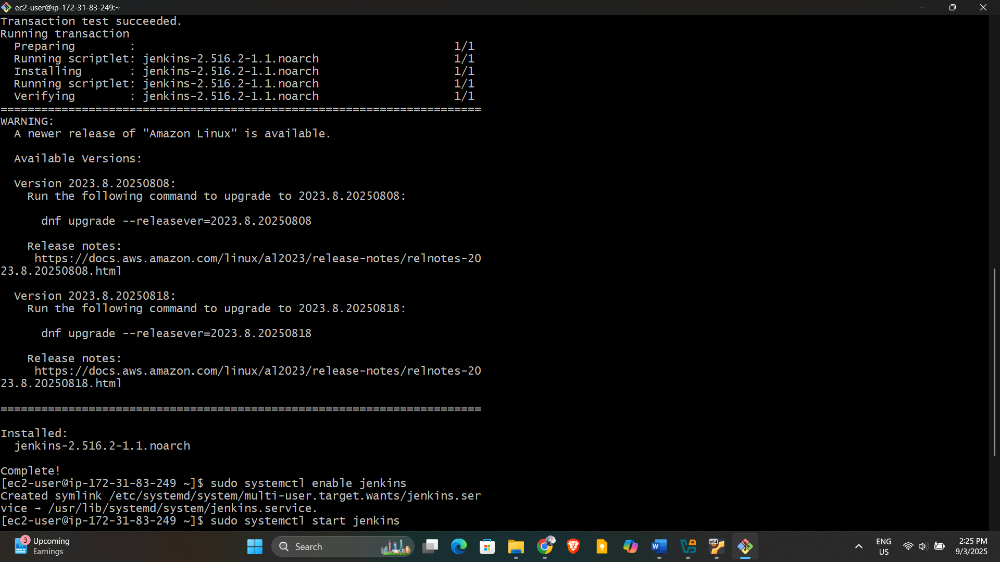 ec2-user@ip-172-31-83-249:~
Transaction test succeeded.
Running transaction
  Preparing        :                                               1/1
  Running scriptlet: jenkins-2.516.2-1.1.noarch                    1/1
  Installing       : jenkins-2.516.2-1.1.noarch                    1/1
  Running scriptlet: jenkins-2.516.2-1.1.noarch                    1/1
  Verifying        : jenkins-2.516.2-1.1.noarch                    1/1
=======================================================================
WARNING:
  A newer release of "Amazon Linux" is available.
  Available Versions:
  Version 2023.8.20250808:
    Run the following command to upgrade to 2023.8.20250808:
      dnf upgrade --releasever=2023.8.20250808
    Release notes:
     https://docs.aws.amazon.com/linux/al2023/release-notes/relnotes-20
23.8.20250808.html
  Version 2023.8.20250818:
    Run the following command to upgrade to 2023.8.20250818:
      dnf upgrade --releasever=2023.8.20250818
    Release notes:
     https://docs.aws.amazon.com/linux/al2023/release-notes/relnotes-20
23.8.20250818.html
=======================================================================
Installed:
  jenkins-2.516.2-1.1.noarch
Complete!
[ec2-user@ip-172-31-83-249 ~]$ sudo systemctl enable jenkins
Created symlink /etc/systemd/system/multi-user.target.wants/jenkins.ser
vice → /usr/lib/systemd/system/jenkins.service.
[ec2-user@ip-172-31-83-249 ~]$ sudo systemctl start jenkins
3
Upcoming
Earnings
Search
W
x64
ENG
US
2:25 PM
9/3/2025